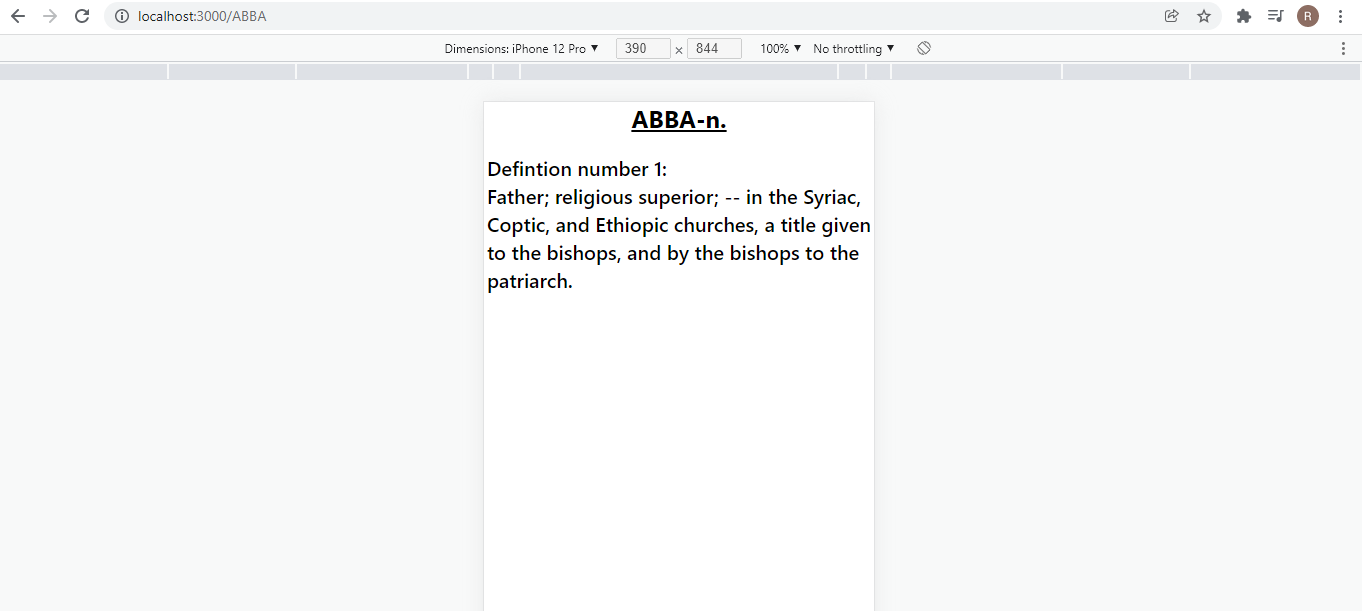 localhost:3000/ABBA
R
Dimensions: iPhone 12 Pro ▼ 390 × 844 100% ▼ No throttling ▼
ABBA-n.
Defintion number 1:
Father; religious superior; -- in the Syriac,
Coptic, and Ethiopic churches, a title given
to the bishops, and by the bishops to the
patriarch.